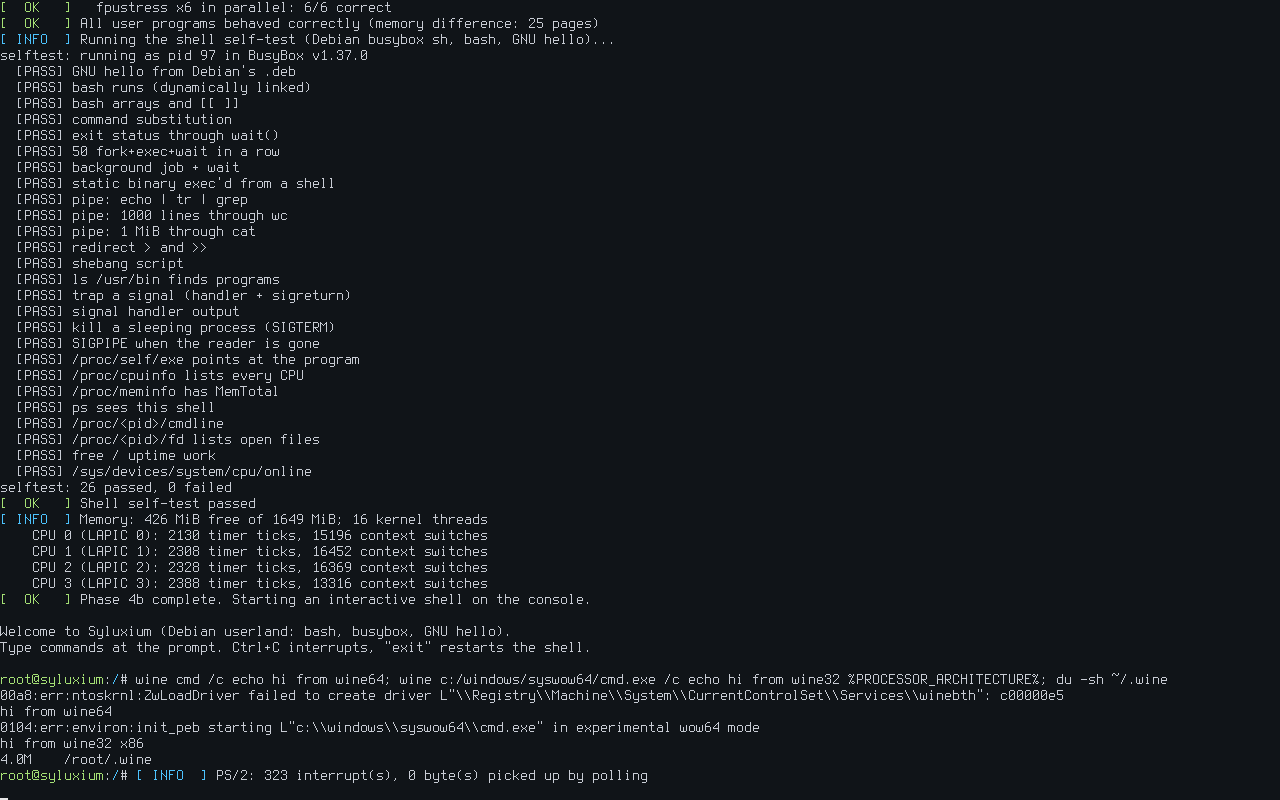 [  OK   ]   fpustress x6 in parallel: 6/6 correct
[  OK   ] All user programs behaved correctly (memory difference: 25 pages)
[ INFO  ] Running the shell self-test (Debian busybox sh, bash, GNU hello)...
selftest: running as pid 97 in BusyBox v1.37.0
  [PASS] GNU hello from Debian's .deb
  [PASS] bash runs (dynamically linked)
  [PASS] bash arrays and [[ ]]
  [PASS] command substitution
  [PASS] exit status through wait()
  [PASS] 50 fork+exec+wait in a row
  [PASS] background job + wait
  [PASS] static binary exec'd from a shell
  [PASS] pipe: echo | tr | grep
  [PASS] pipe: 1000 lines through wc
  [PASS] pipe: 1 MiB through cat
  [PASS] redirect > and >>
  [PASS] shebang script
  [PASS] ls /usr/bin finds programs
  [PASS] trap a signal (handler + sigreturn)
  [PASS] signal handler output
  [PASS] kill a sleeping process (SIGTERM)
  [PASS] SIGPIPE when the reader is gone
  [PASS] /proc/self/exe points at the program
  [PASS] /proc/cpuinfo lists every CPU
  [PASS] /proc/meminfo has MemTotal
  [PASS] ps sees this shell
  [PASS] /proc/<pid>/cmdline
  [PASS] /proc/<pid>/fd lists open files
  [PASS] free / uptime work
  [PASS] /sys/devices/system/cpu/online
selftest: 26 passed, 0 failed
[  OK   ] Shell self-test passed
[ INFO  ] Memory: 426 MiB free of 1649 MiB; 16 kernel threads
    CPU 0 (LAPIC 0): 2130 timer ticks, 15196 context switches
    CPU 1 (LAPIC 1): 2308 timer ticks, 16452 context switches
    CPU 2 (LAPIC 2): 2328 timer ticks, 16369 context switches
    CPU 3 (LAPIC 3): 2388 timer ticks, 13316 context switches
[  OK   ] Phase 4b complete. Starting an interactive shell on the console.

Welcome to Syluxium (Debian userland: bash, busybox, GNU hello).
Type commands at the prompt. Ctrl+C interrupts, "exit" restarts the shell.

root@syluxium:/# wine cmd /c echo hi from wine64; wine c:/windows/syswow64/cmd.exe /c echo hi from wine32 %PROCESSOR_ARCHITECTURE%; du -sh ~/.wine
00a8:err:ntoskrnl:ZwLoadDriver failed to create driver L"\\Registry\\Machine\\System\\CurrentControlSet\\Services\\winebth": c00000e5
hi from wine64
0104:err:environ:init_peb starting L"c:\\windows\\syswow64\\cmd.exe" in experimental wow64 mode
hi from wine32 x86
4.0M    /root/.wine
root@syluxium:/# [ INFO  ] PS/2: 323 interrupt(s), 0 byte(s) picked up by polling